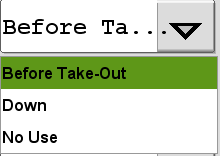 Before Ta...
Before Take-Out
Down
No Use